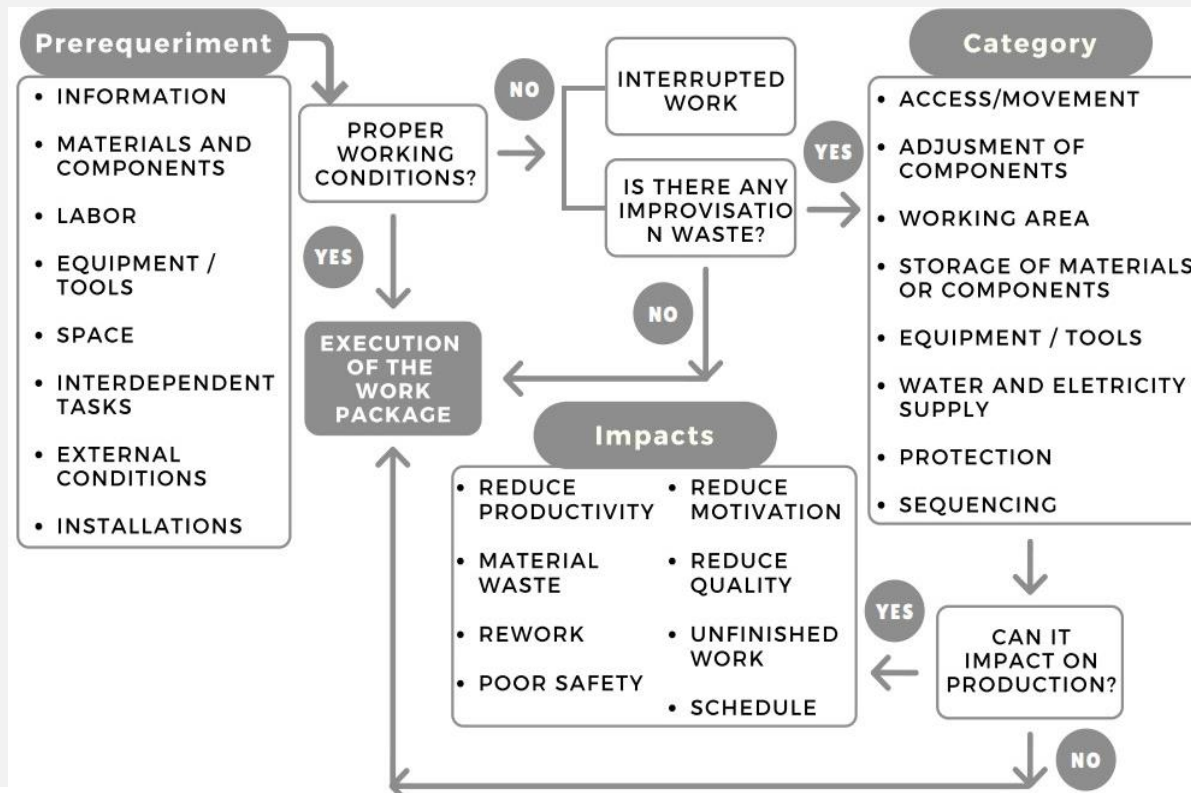 Prerequeriment
• INFORMATION
• MATERIALS AND
COMPONENTS
• LABOR
• EQUIPMENT /
TOOLS
• SPACE
• INTERDEPENDENT
TASKS
• EXTERNAL
CONDITIONS
• INSTALLATIONS
PROPER
WORKING
CONDITIONS?
NO
YES
INTERRUPTED
WORK
IS THERE ANY
IMPROVISATIO
N WASTE?
YES
NO
EXECUTION
OF THE
WORK
PACKAGE
Category
• ACCESS/MOVEMENT
• ADJUSMENT OF
COMPONENTS
• WORKING AREA
• STORAGE OF MATERIALS
OR COMPONENTS
• EQUIPMENT / TOOLS
• WATER AND ELETRICITY
SUPPLY
• PROTECTION
• SEQUENCING
CAN IT
IMPACT ON
PRODUCTION?
YES
NO
Impacts
• REDUCE
PRODUCTIVITY
• MATERIAL
WASTE
• REWORK
• POOR SAFETY
• REDUCE
MOTIVATION
• REDUCE
QUALITY
• UNFINISHED
WORK
• SCHEDULE